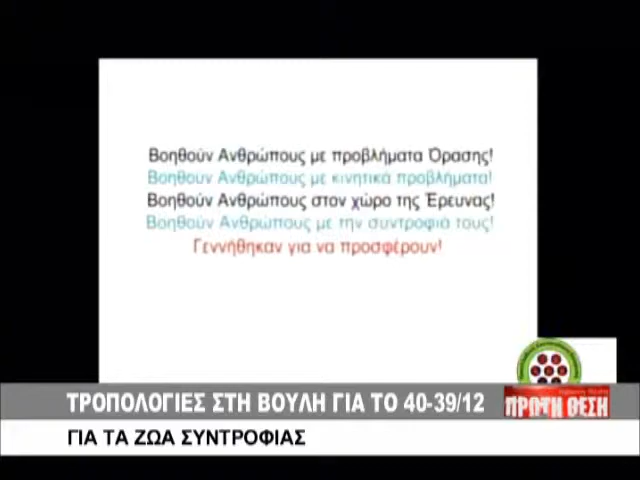 Βοηθούν Ανθρώπους με προβλήματα Όρασης!
Βοηθούν Ανθρώπους με κινητικά προβλήματα!
Βοηθούν Ανθρώπους στον χώρο της Έρευνας!
Βοηθούν Ανθρώπους με την συντροφιά τους!
Γεννήθηκαν για να προσφέρουν!
ΤΡΟΠΟΛΟΓΙΕΣ ΣΤΗ ΒΟΥΛΗ ΓΙΑ ΤΟ 40-39/12
ΠΡΩΤΗ ΘΕΣΗ
ΓΙΑ ΤΑ ΖΩΑ ΣΥΝΤΡΟΦΙΑΣ